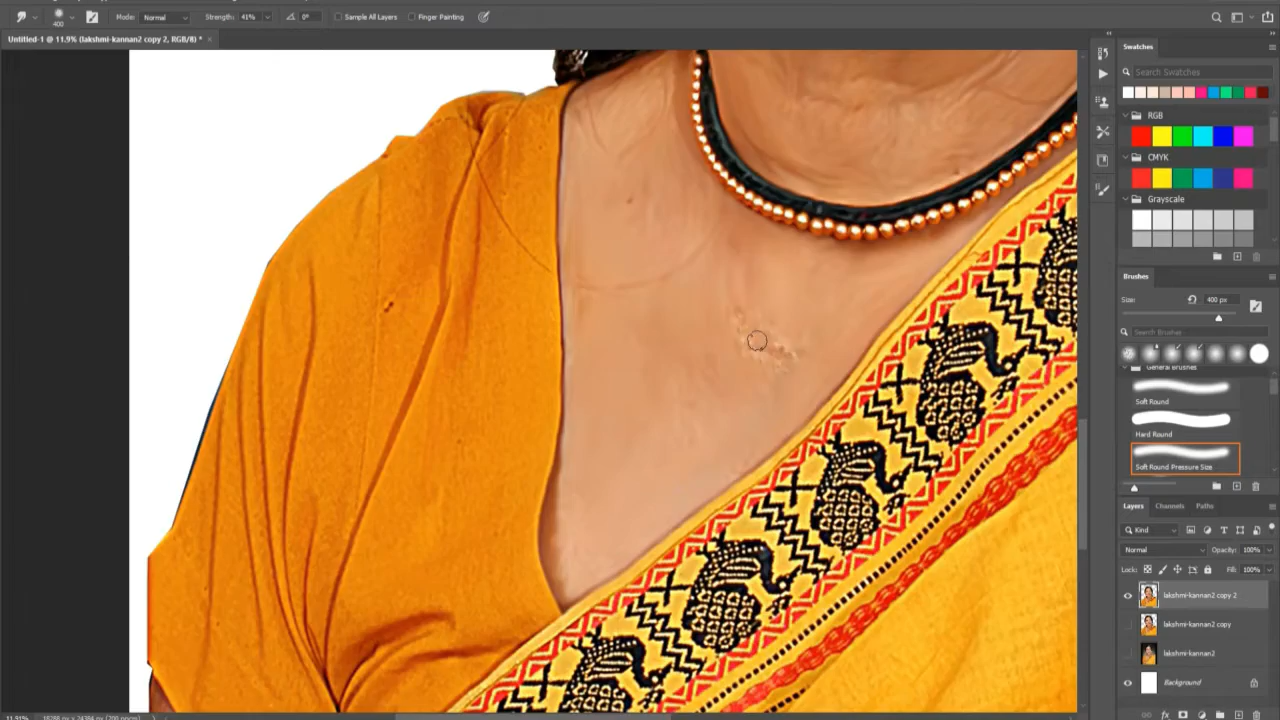 400 Mode: Normal Strength: 41% 0° Sample All Layers Finger Painting
Untitled-1 @ 11.9% (lakshmi-kannan2 copy 2, RGB/8) * ×
Swatches
Search Swatches
RGB
CMYK
Grayscale
Brushes
Size: 400 px
Search Brushes
General Brushes
Soft Round
Hard Round
Soft Round Pressure Size
Layers Channels Paths
Kind
Normal Opacity: 100%
Lock: Fill: 100%
lakshmi-kannan2 copy 2
lakshmi-kannan2 copy
lakshmi-kannan2
Background
fx